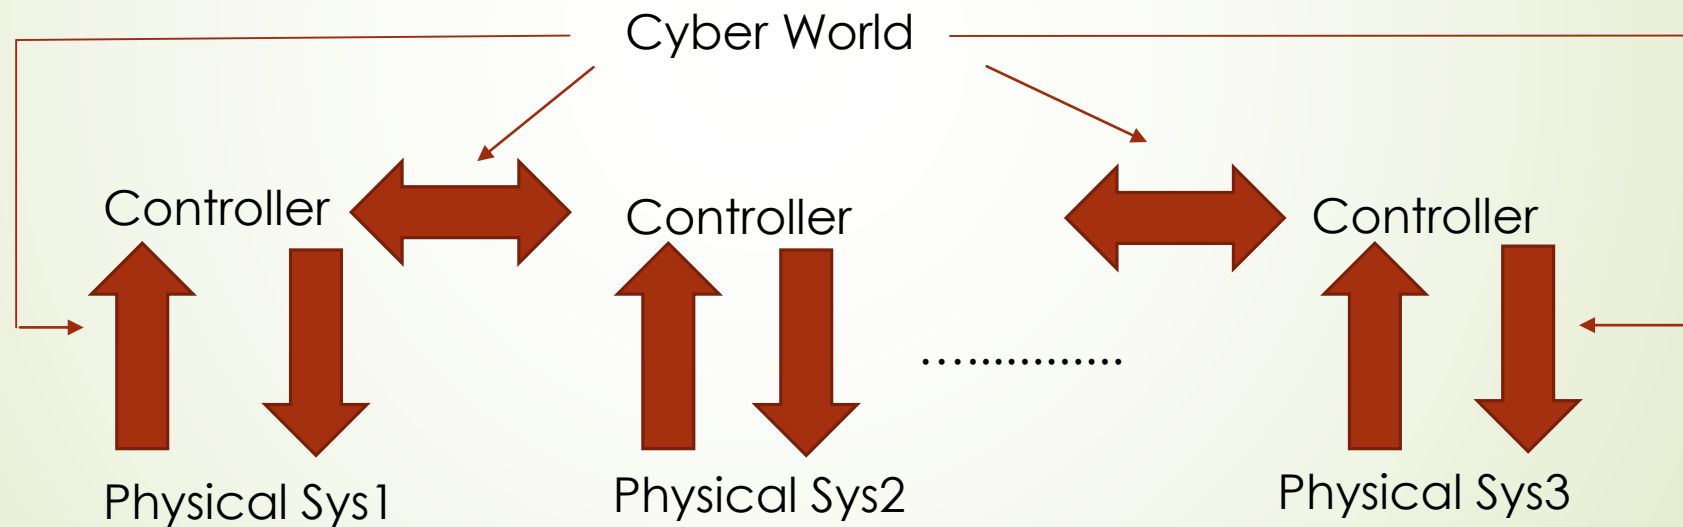 Cyber World
Controller
Controller
Controller
…............
Physical Sys1
Physical Sys2
Physical Sys3